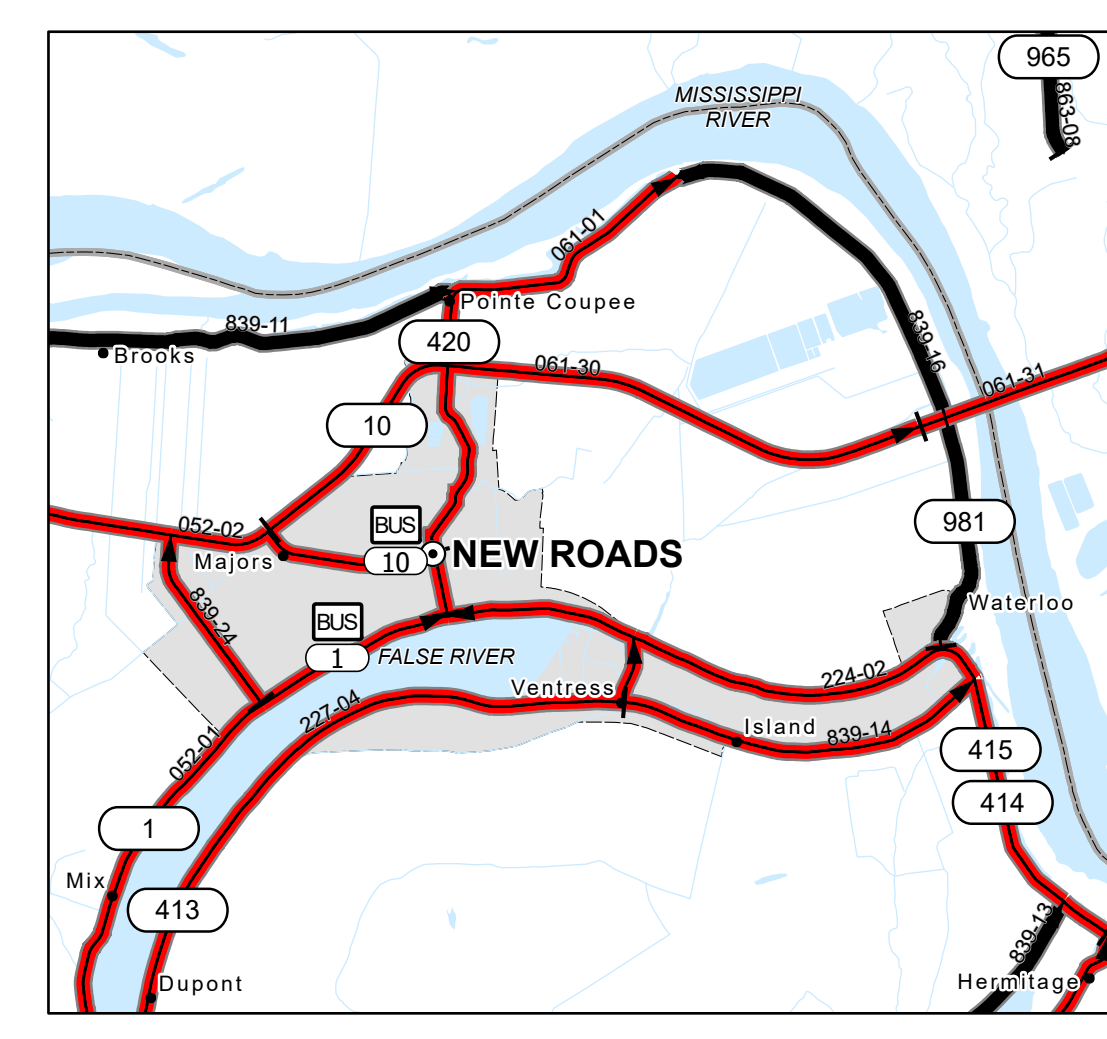 965
863-08
MISSISSIPPI
RIVER
061-01
Pointe Coupee
839-11
Brooks
420
061-30
839-16
061-31
10
981
BUS
10
NEW ROADS
052-02
Majors
839-24
BUS
1
FALSE RIVER
Waterloo
Ventress
224-02
227-04
Island
839-14
052-01
415
414
1
Mix
413
839-13
Dupont
Hermitage